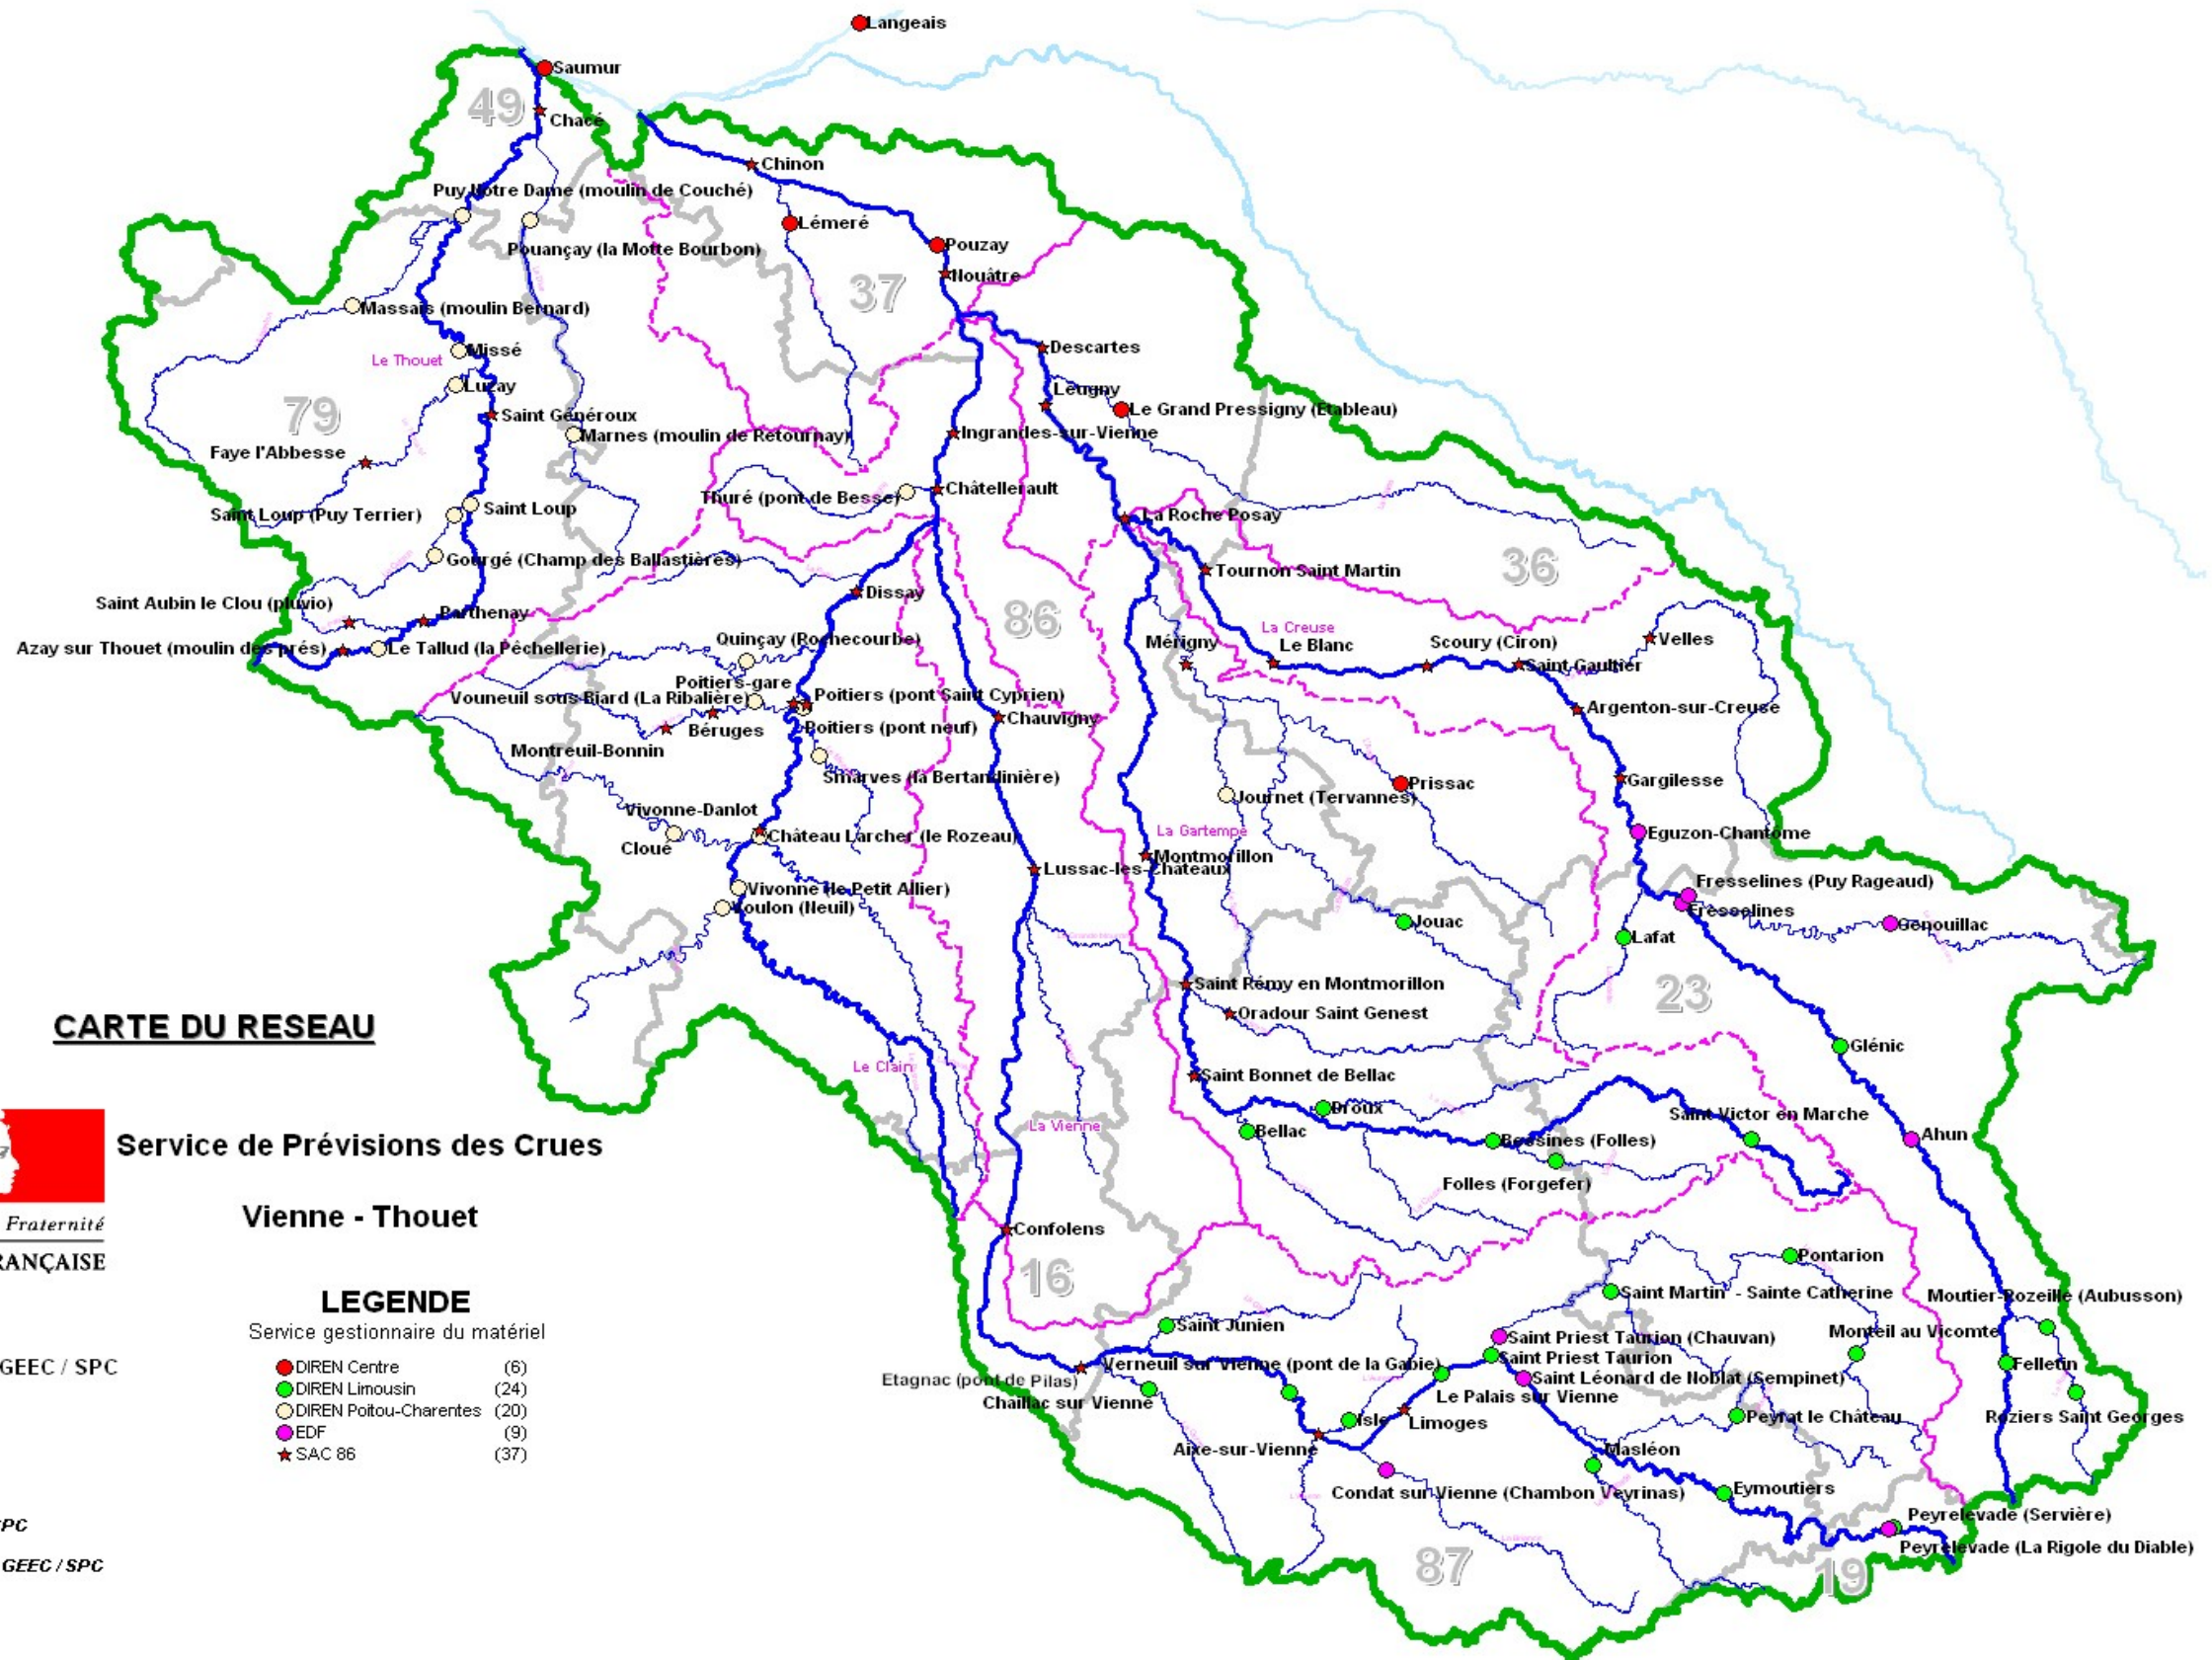 Langeais
Saumur
49
Chacé
Chinon
Puy Notre Dame (moulin de Couché)
Lémeré
Pouzay
Pouançay (la Motte Bourbon)
Nouâtre
37
Massais (moulin Bernard)
Missé
Le Thouet
Descartes
Luzay
Leugny
79
Saint Généroux
Le Grand Pressigny (Etableau)
Marnes (moulin de Retournay)
Ingrandes-sur-Vienne
Faye l'Abbesse
Thuré (pont de Besse)
Châtellerault
Saint Loup
Saint Loup (Puy Terrier)
La Roche Posay
Gourgé (Champ des Ballastières)
36
Tournon Saint Martin
Dissay
Saint Aubin le Clou (pluvio)
Parthenay
86
La Creuse
Quinçay (Rochecourbe)
Mérigny
Le Blanc
Scoury (Ciron)
Velles
Azay sur Thouet (moulin des prés)
Le Tallud (la Pêchellerie)
Saint Gaultier
Poitiers-gare
Vouneuil sous Biard (La Ribalière)
Poitiers (pont Saint Cyprien)
Argenton-sur-Creuse
Chauvigny
Béruges
Poitiers (pont neuf)
Montreuil-Bonnin
Smarves (la Bertandinière)
Gargilesse
Prissac
Journet (Tervannes)
Vivonne-Danlot
La Gartempe
Eguzon-Chantôme
Château Larcher (le Rozeau)
Cloué
Montmorillon
Lussac-les-Châteaux
Fresselines (Puy Rageaud)
Vivonne (le Petit Allier)
Voulon (Neuil)
Fresselines
Jouac
Genouillac
Lafat
Saint Rémy en Montmorillon
23
Oradour Saint Genest
CARTE DU RESEAU
Glénic
Le Clain
Saint Bonnet de Bellac
Droux
Saint Victor en Marche
La Vienne
Bellac
Ahun
Bessines (Folles)
Service de Prévisions des Crues
Folles (Forgefer)
Fraternité
Vienne - Thouet
Confolens
RANÇAISE
Pontarion
16
Saint Martin - Sainte Catherine
Moutier-Rozeille (Aubusson)
LEGENDE
Saint Junien
Service gestionnaire du matériel
Monteil au Vicomte
Saint Priest Taurion (Chauvan)
Saint Priest Taurion
GEEC / SPC
DIREN Centre (6)
Verneuil sur Vienne (pont de la Gabie)
Felletin
Etagnac (pont de Pilas)
Saint Léonard de Noblat (Sempinet)
DIREN Limousin (24)
Le Palais sur Vienne
Chaillac sur Vienne
DIREN Poitou-Charentes (20)
Isle
Limoges
Peyrat le Château
Roziers Saint Georges
EDF (9)
Aixe-sur-Vienne
Masléon
SAC 86 (37)
Condat sur Vienne (Chambon Veyrinas)
Eymoutiers
Peyrelevade (Servière)
PC
Peyrelevade (La Rigole du Diable)
GEEC / SPC
87
19